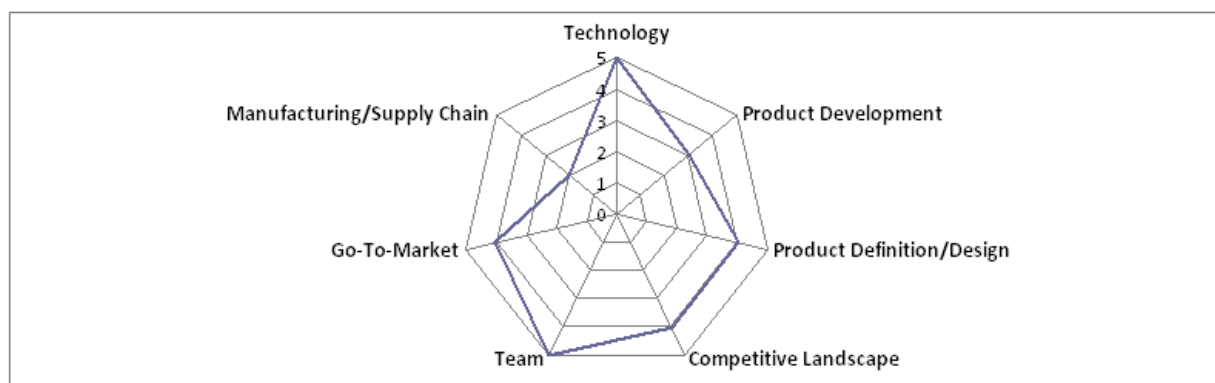 Technology
5
4
3
2
1
0
Manufacturing/Supply Chain
Product Development
Go-To-Market
Product Definition/Design
Team
Competitive Landscape